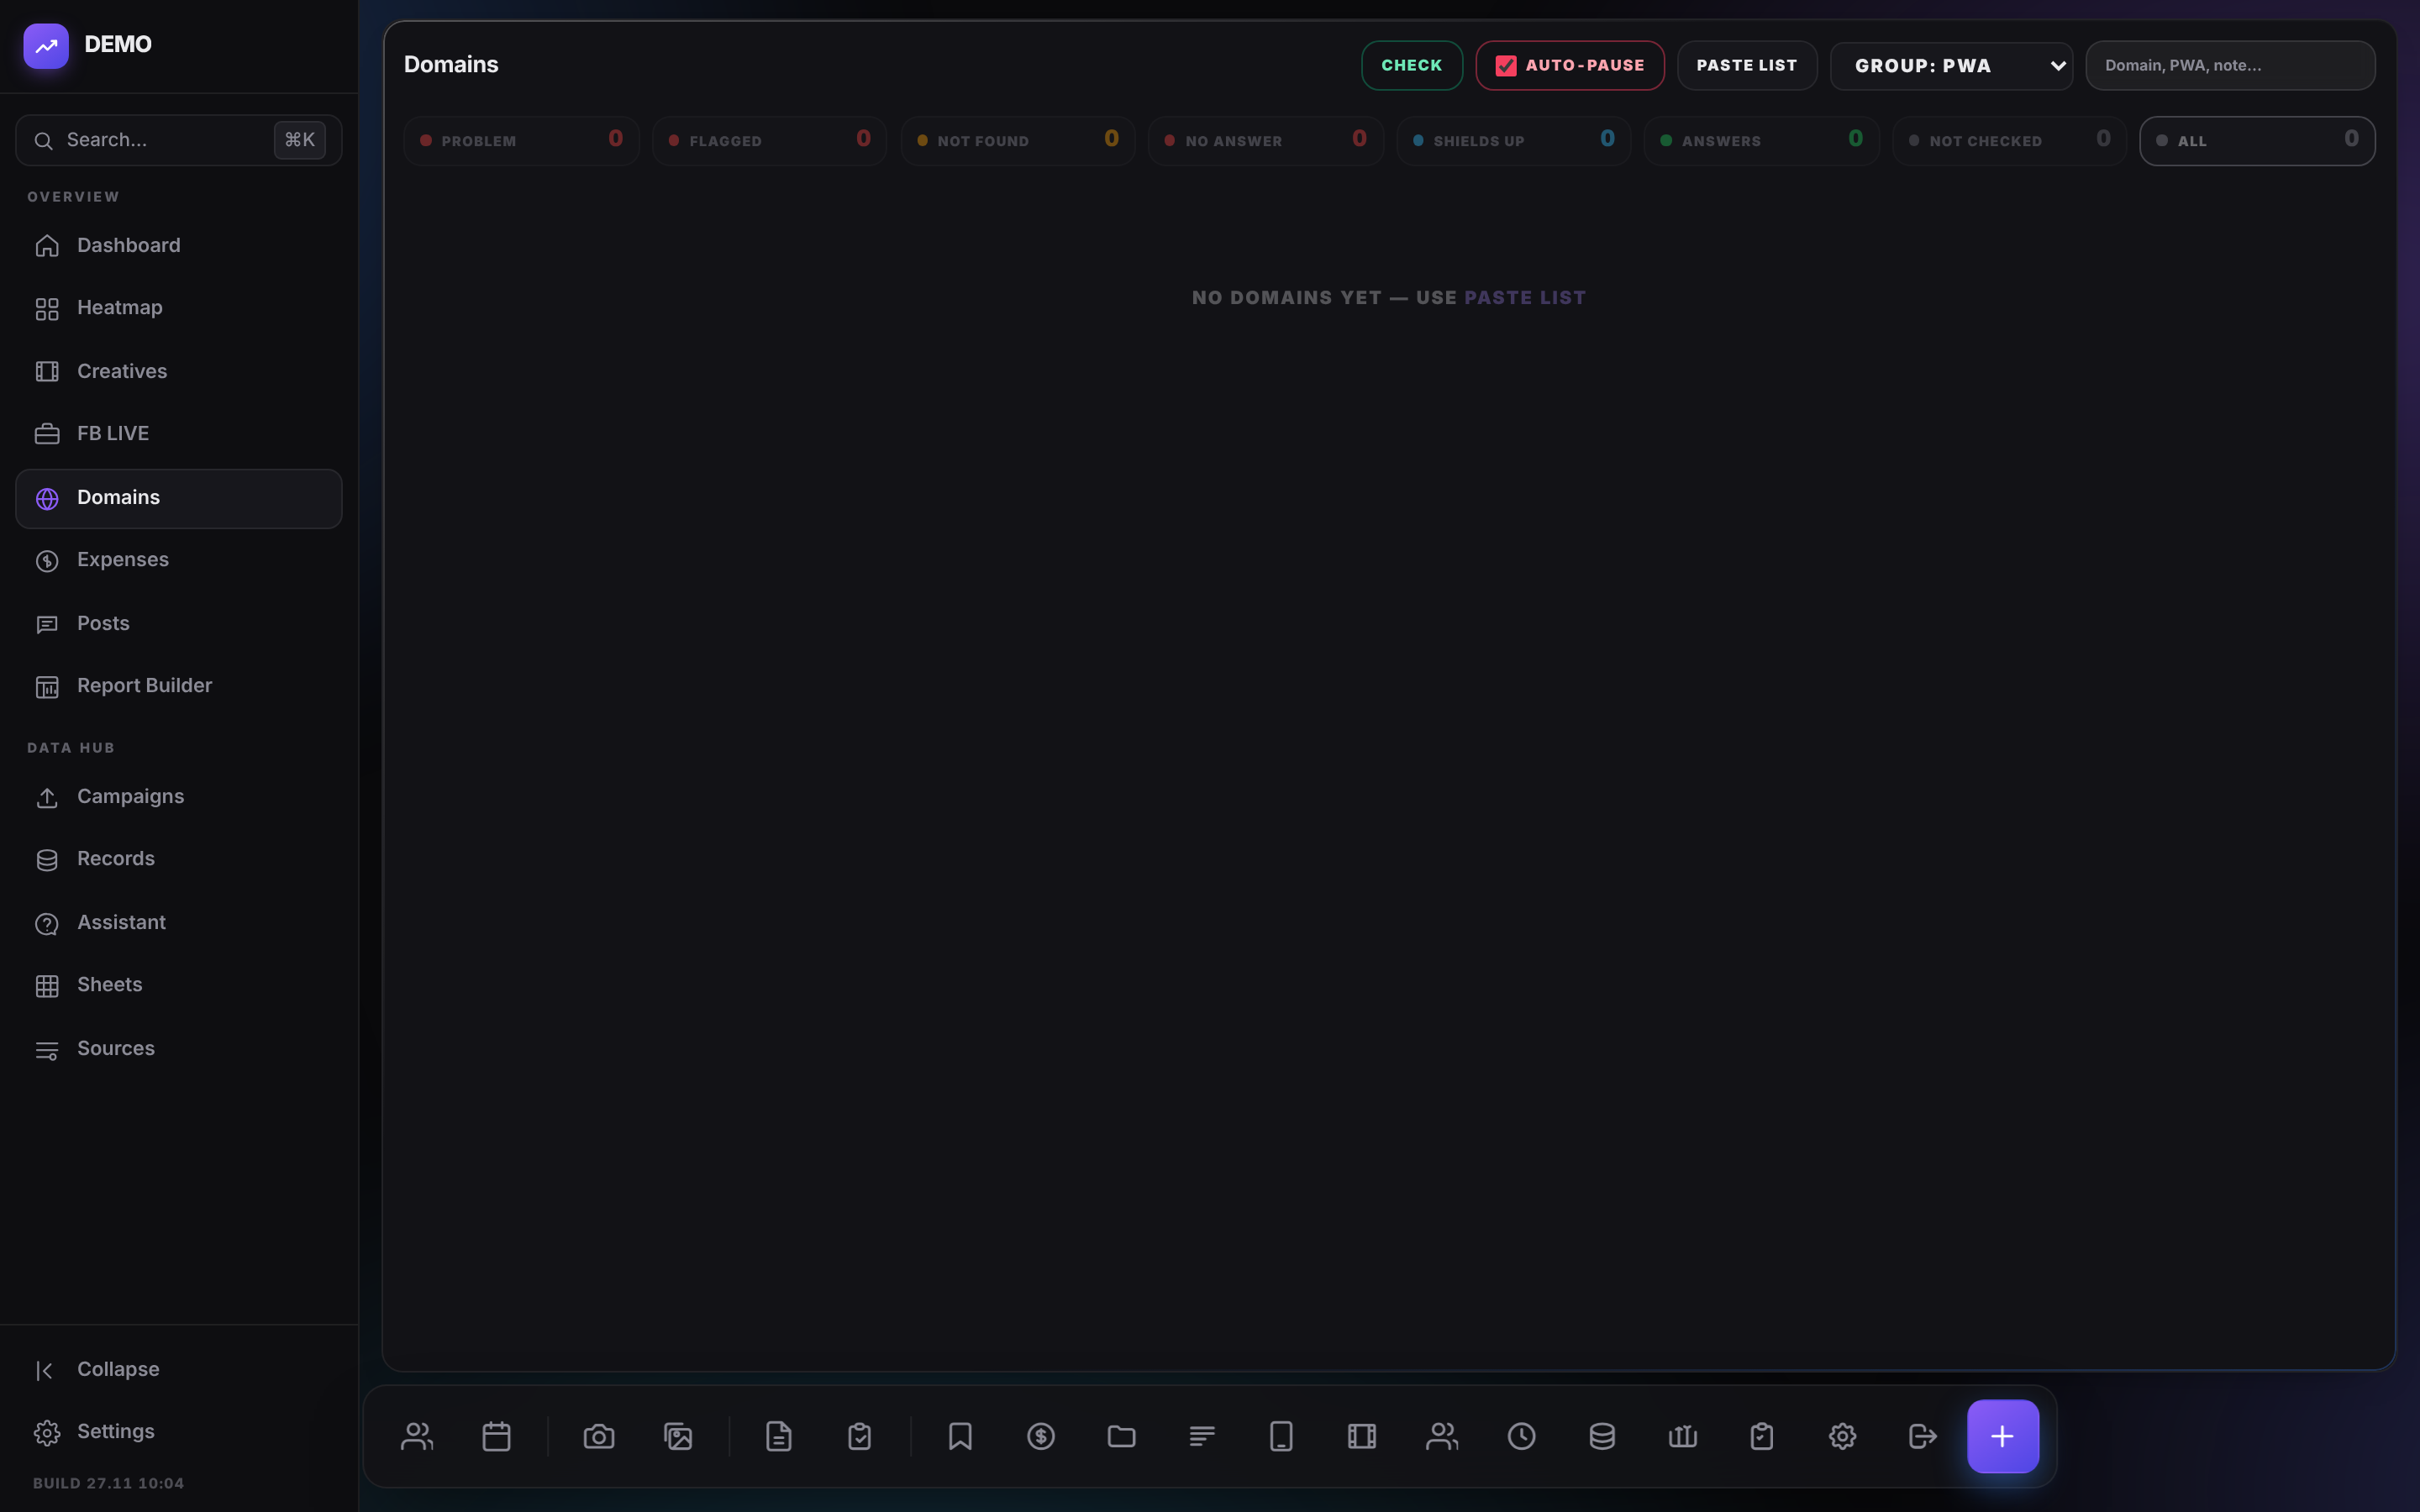 DEMO
Search...
⌘K
OVERVIEW
Dashboard
Heatmap
Creatives
FB LIVE
Domains
Expenses
Posts
Report Builder
DATA HUB
Campaigns
Records
Assistant
Sheets
Sources
Collapse
Settings
BUILD 27.11 10:04
Domains
CHECK
AUTO-PAUSE
PASTE LIST
GROUP: PWA
Domain, PWA, note...
PROBLEM 0
FLAGGED 0
NOT FOUND 0
NO ANSWER 0
SHIELDS UP 0
ANSWERS 0
NOT CHECKED 0
ALL 0
NO DOMAINS YET — USE PASTE LIST